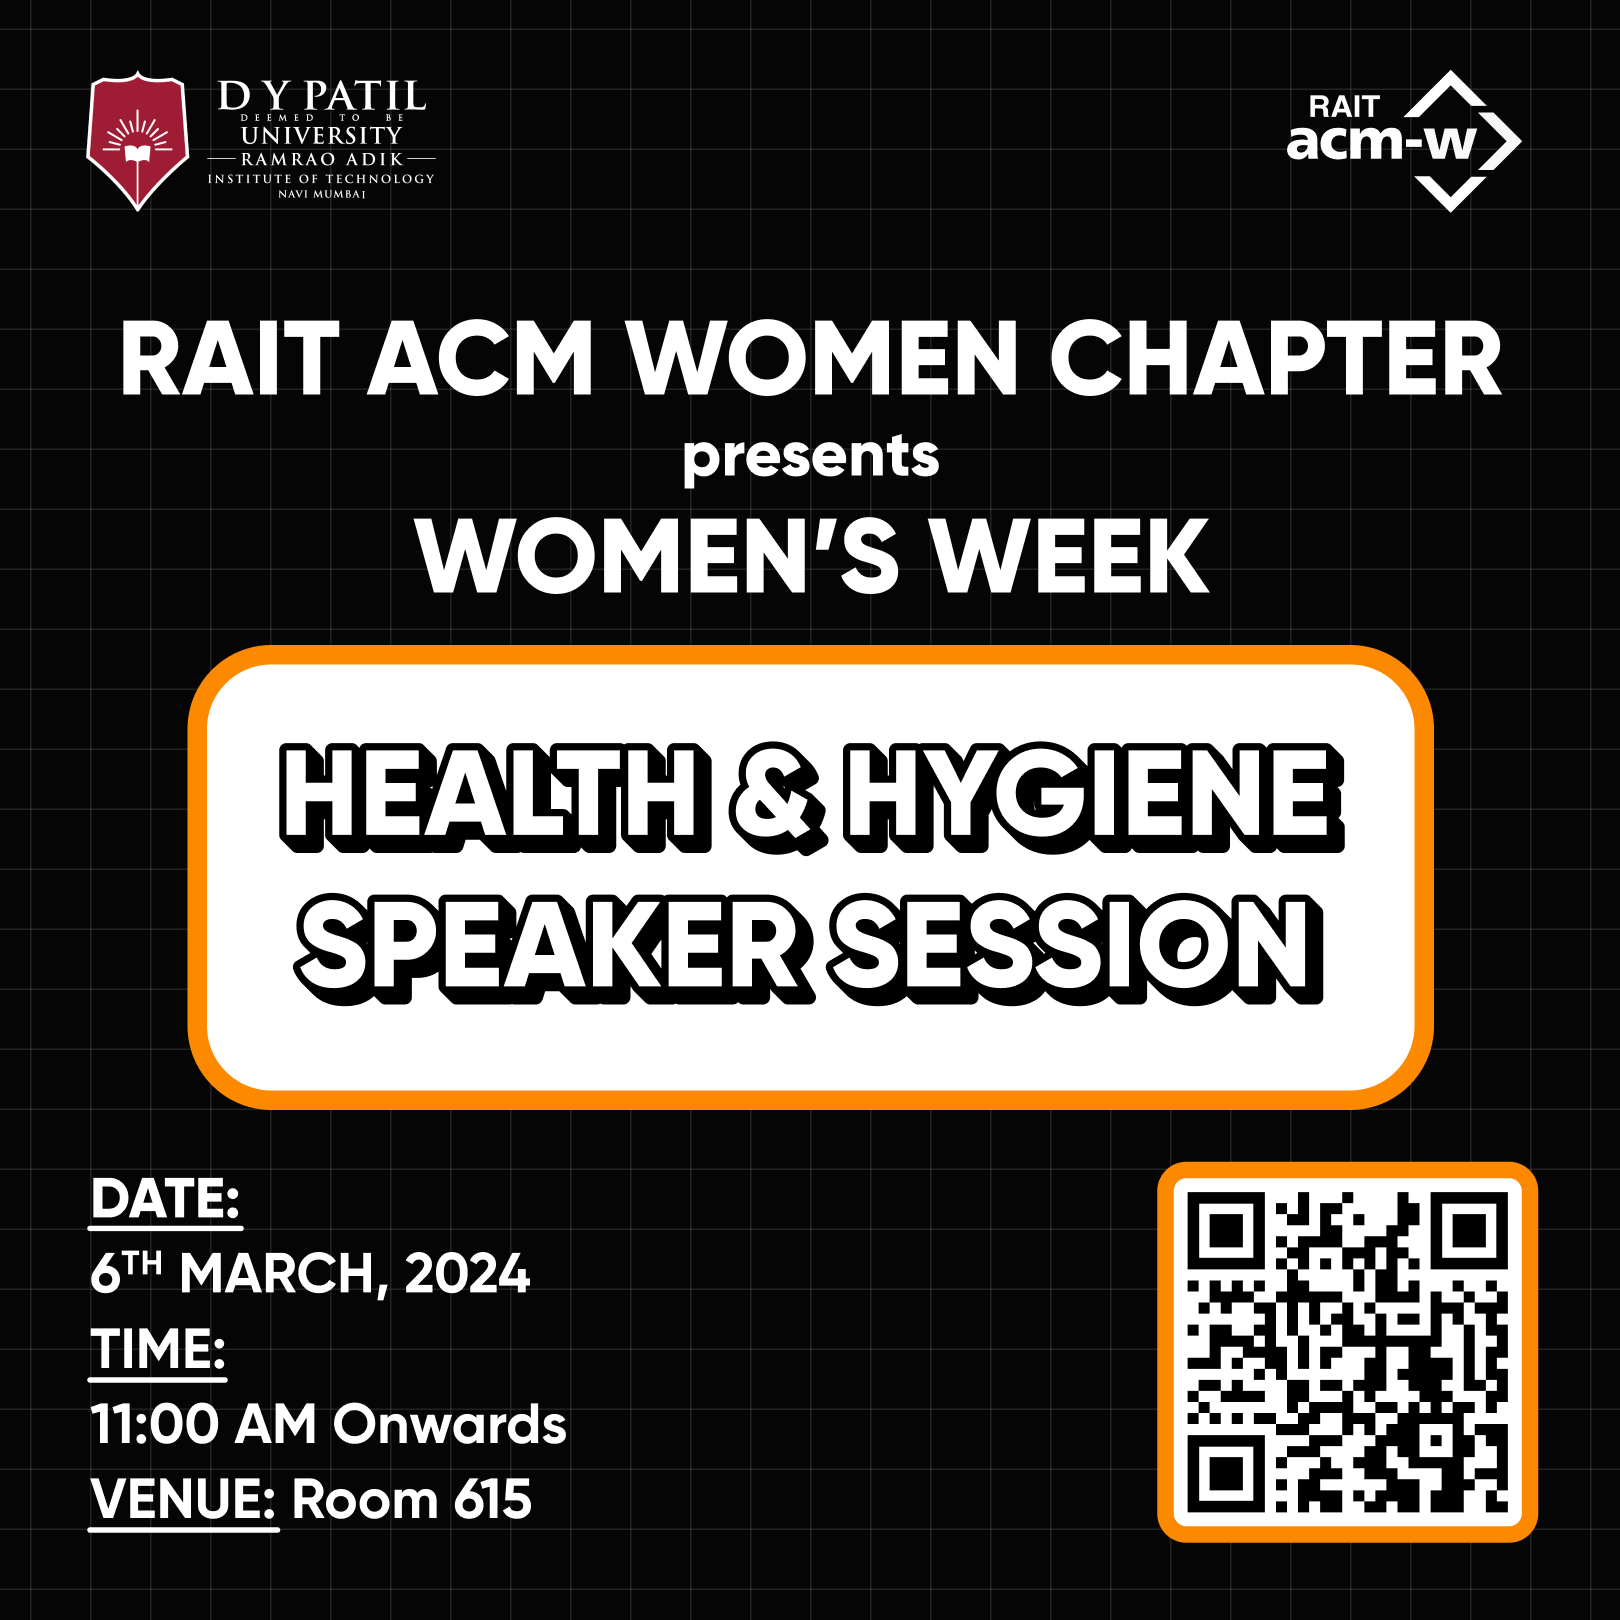 D Y PATIL
DEEMED TO BE
UNIVERSITY
RAMRAO ADIK
INSTITUTE OF TECHNOLOGY
NAVI MUMBAI
RAIT
acm-w
RAIT ACM WOMEN CHAPTER
presents
WOMEN’S WEEK
HEALTH & HYGIENE
SPEAKER SESSION
DATE:
6TH MARCH, 2024
TIME:
11:00 AM Onwards
VENUE: Room 615